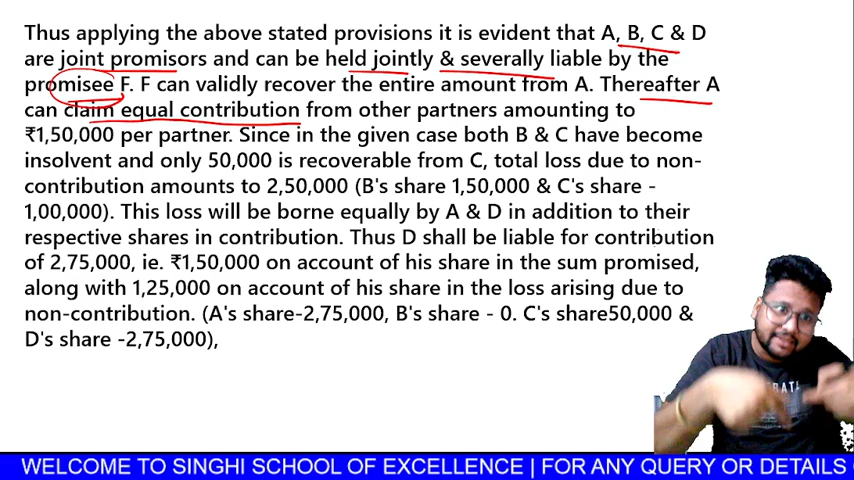 Thus applying the above stated provisions it is evident that A, B, C & D
are joint promisors and can be held jointly & severally liable by the
promisee F. F can validly recover the entire amount from A. Thereafter A
can claim equal contribution from other partners amounting to
₹1,50,000 per partner. Since in the given case both B & C have become
insolvent and only 50,000 is recoverable from C, total loss due to non-
contribution amounts to 2,50,000 (B's share 1,50,000 & C's share -
1,00,000). This loss will be borne equally by A & D in addition to their
respective shares in contribution. Thus D shall be liable for contribution
of 2,75,000, ie. ₹1,50,000 on account of his share in the sum promised,
along with 1,25,000 on account of his share in the loss arising due to
non-contribution. (A's share-2,75,000, B's share - 0. C's share50,000 &
D's share -2,75,000),
WELCOME TO SINGHI SCHOOL OF EXCELLENCE | FOR ANY QUERY OR DETAILS